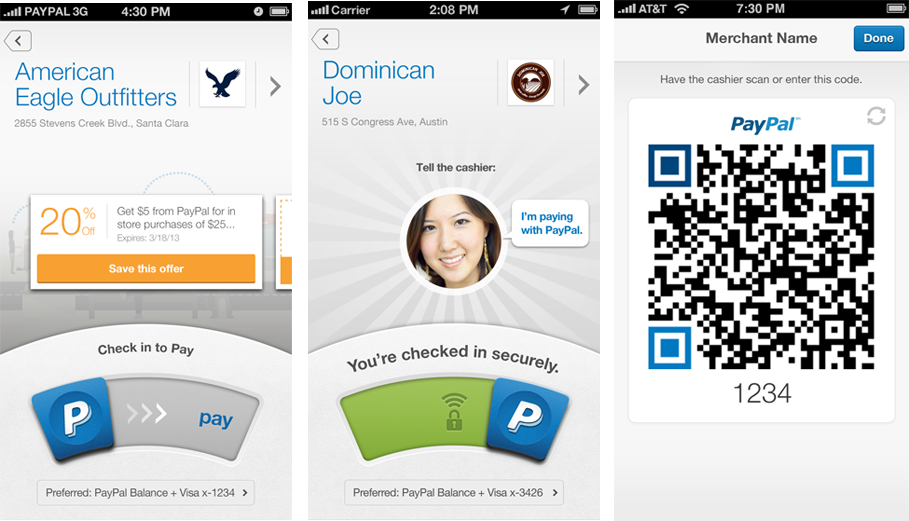 PAYPAL 3G 4:30 PM
American
Eagle Outfitters
2855 Stevens Creek Blvd., Santa Clara
20% Off
Get $5 from PayPal for in
store purchases of $25...
Expires: 3/18/13
Save this offer
Check in to Pay
P
pay
Preferred: PayPal Balance + Visa x-1234
Carrier 2:08 PM
Dominican
Joe
DOMINICAN JOE
515 S Congress Ave, Austin
Tell the cashier:
I'm paying
with PayPal.
You're checked in securely.
P
Preferred: PayPal Balance + Visa x-3426
AT&T 7:30 PM
Merchant Name
Done
Have the cashier scan or enter this code.
PayPal™
1234